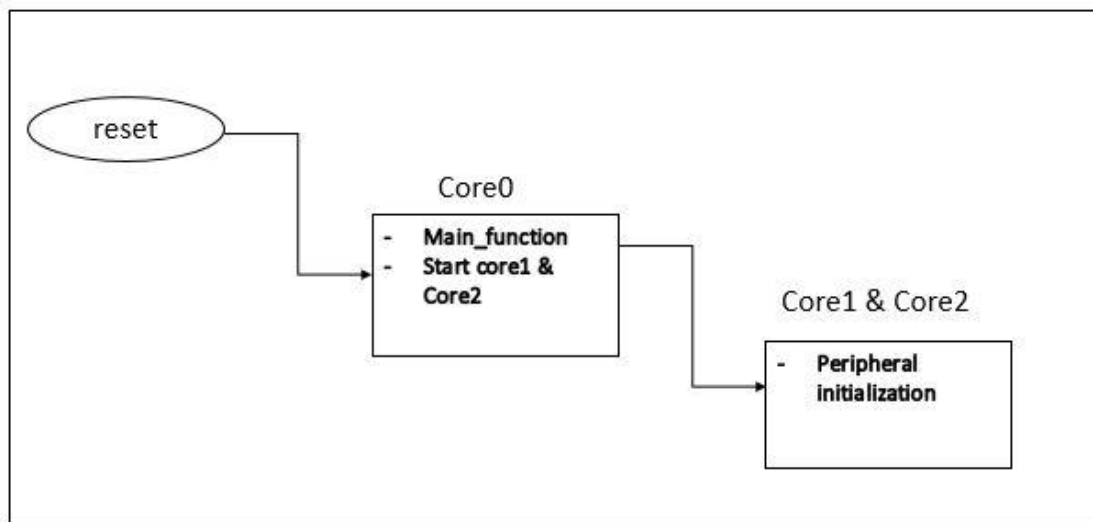 reset
Core0
- Main_function
- Start core1 &
Core2
Core1 & Core2
- Peripheral
initialization